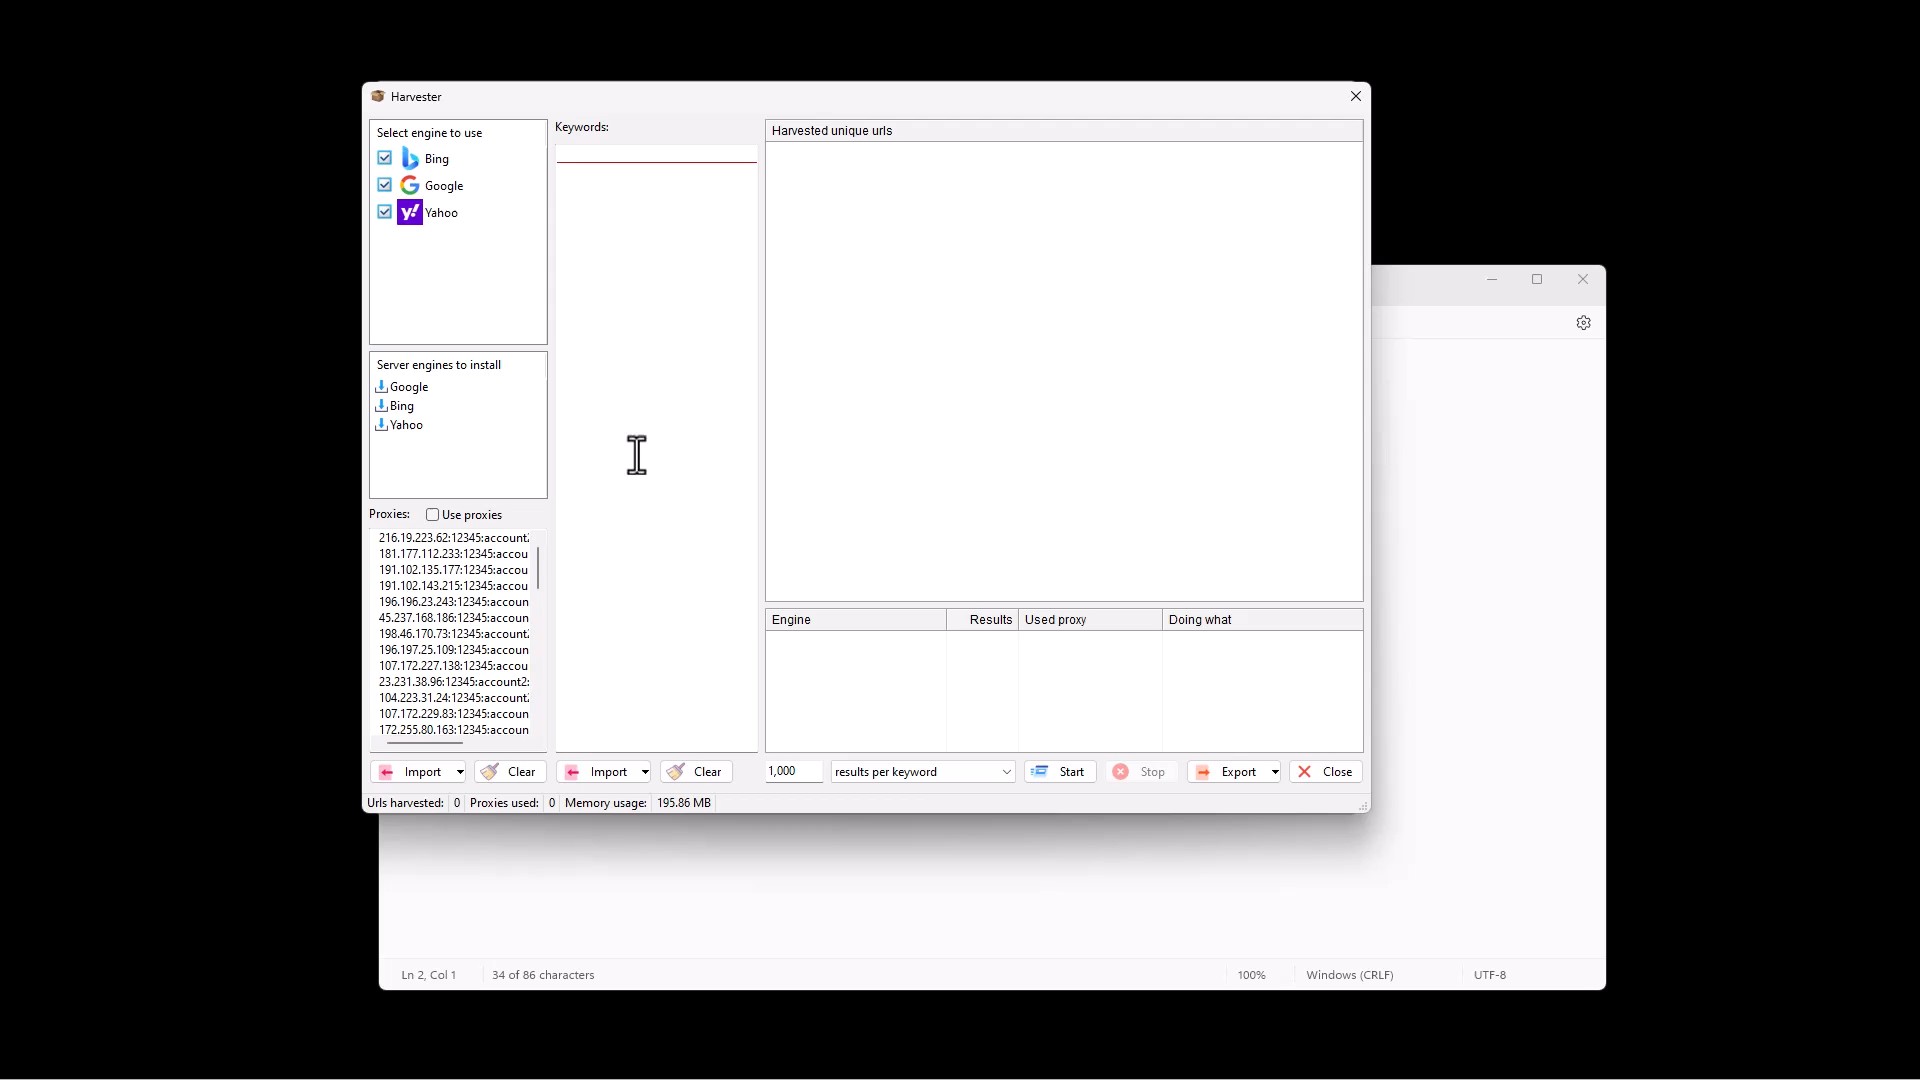 Harvester
Select engine to use
Bing
Google
Yahoo
Server engines to install
Google
Bing
Yahoo
Proxies:
Use proxies
216.19.223.62:12345:account
181.177.112.233:12345:accou
191.102.135.177:12345:accou
191.102.143.215:12345:accou
196.196.23.243:12345:accoun
45.237.168.186:12345:accoun
198.46.170.73:12345:account
196.197.25.109:12345:accoun
107.172.227.138:12345:accou
23.231.38.96:12345:account2:
104.223.31.24:12345:account
107.172.229.83:12345:accoun
172.255.80.163:12345:accoun
Import
Clear
Keywords:
Import
Clear
Harvested unique urls
Engine Results Used proxy Doing what
1,000 results per keyword Start Stop Export Close
Urls harvested: 0 Proxies used: 0 Memory usage: 195.86 MB
Ln 2, Col 1 34 of 86 characters 100% Windows (CRLF) UTF-8